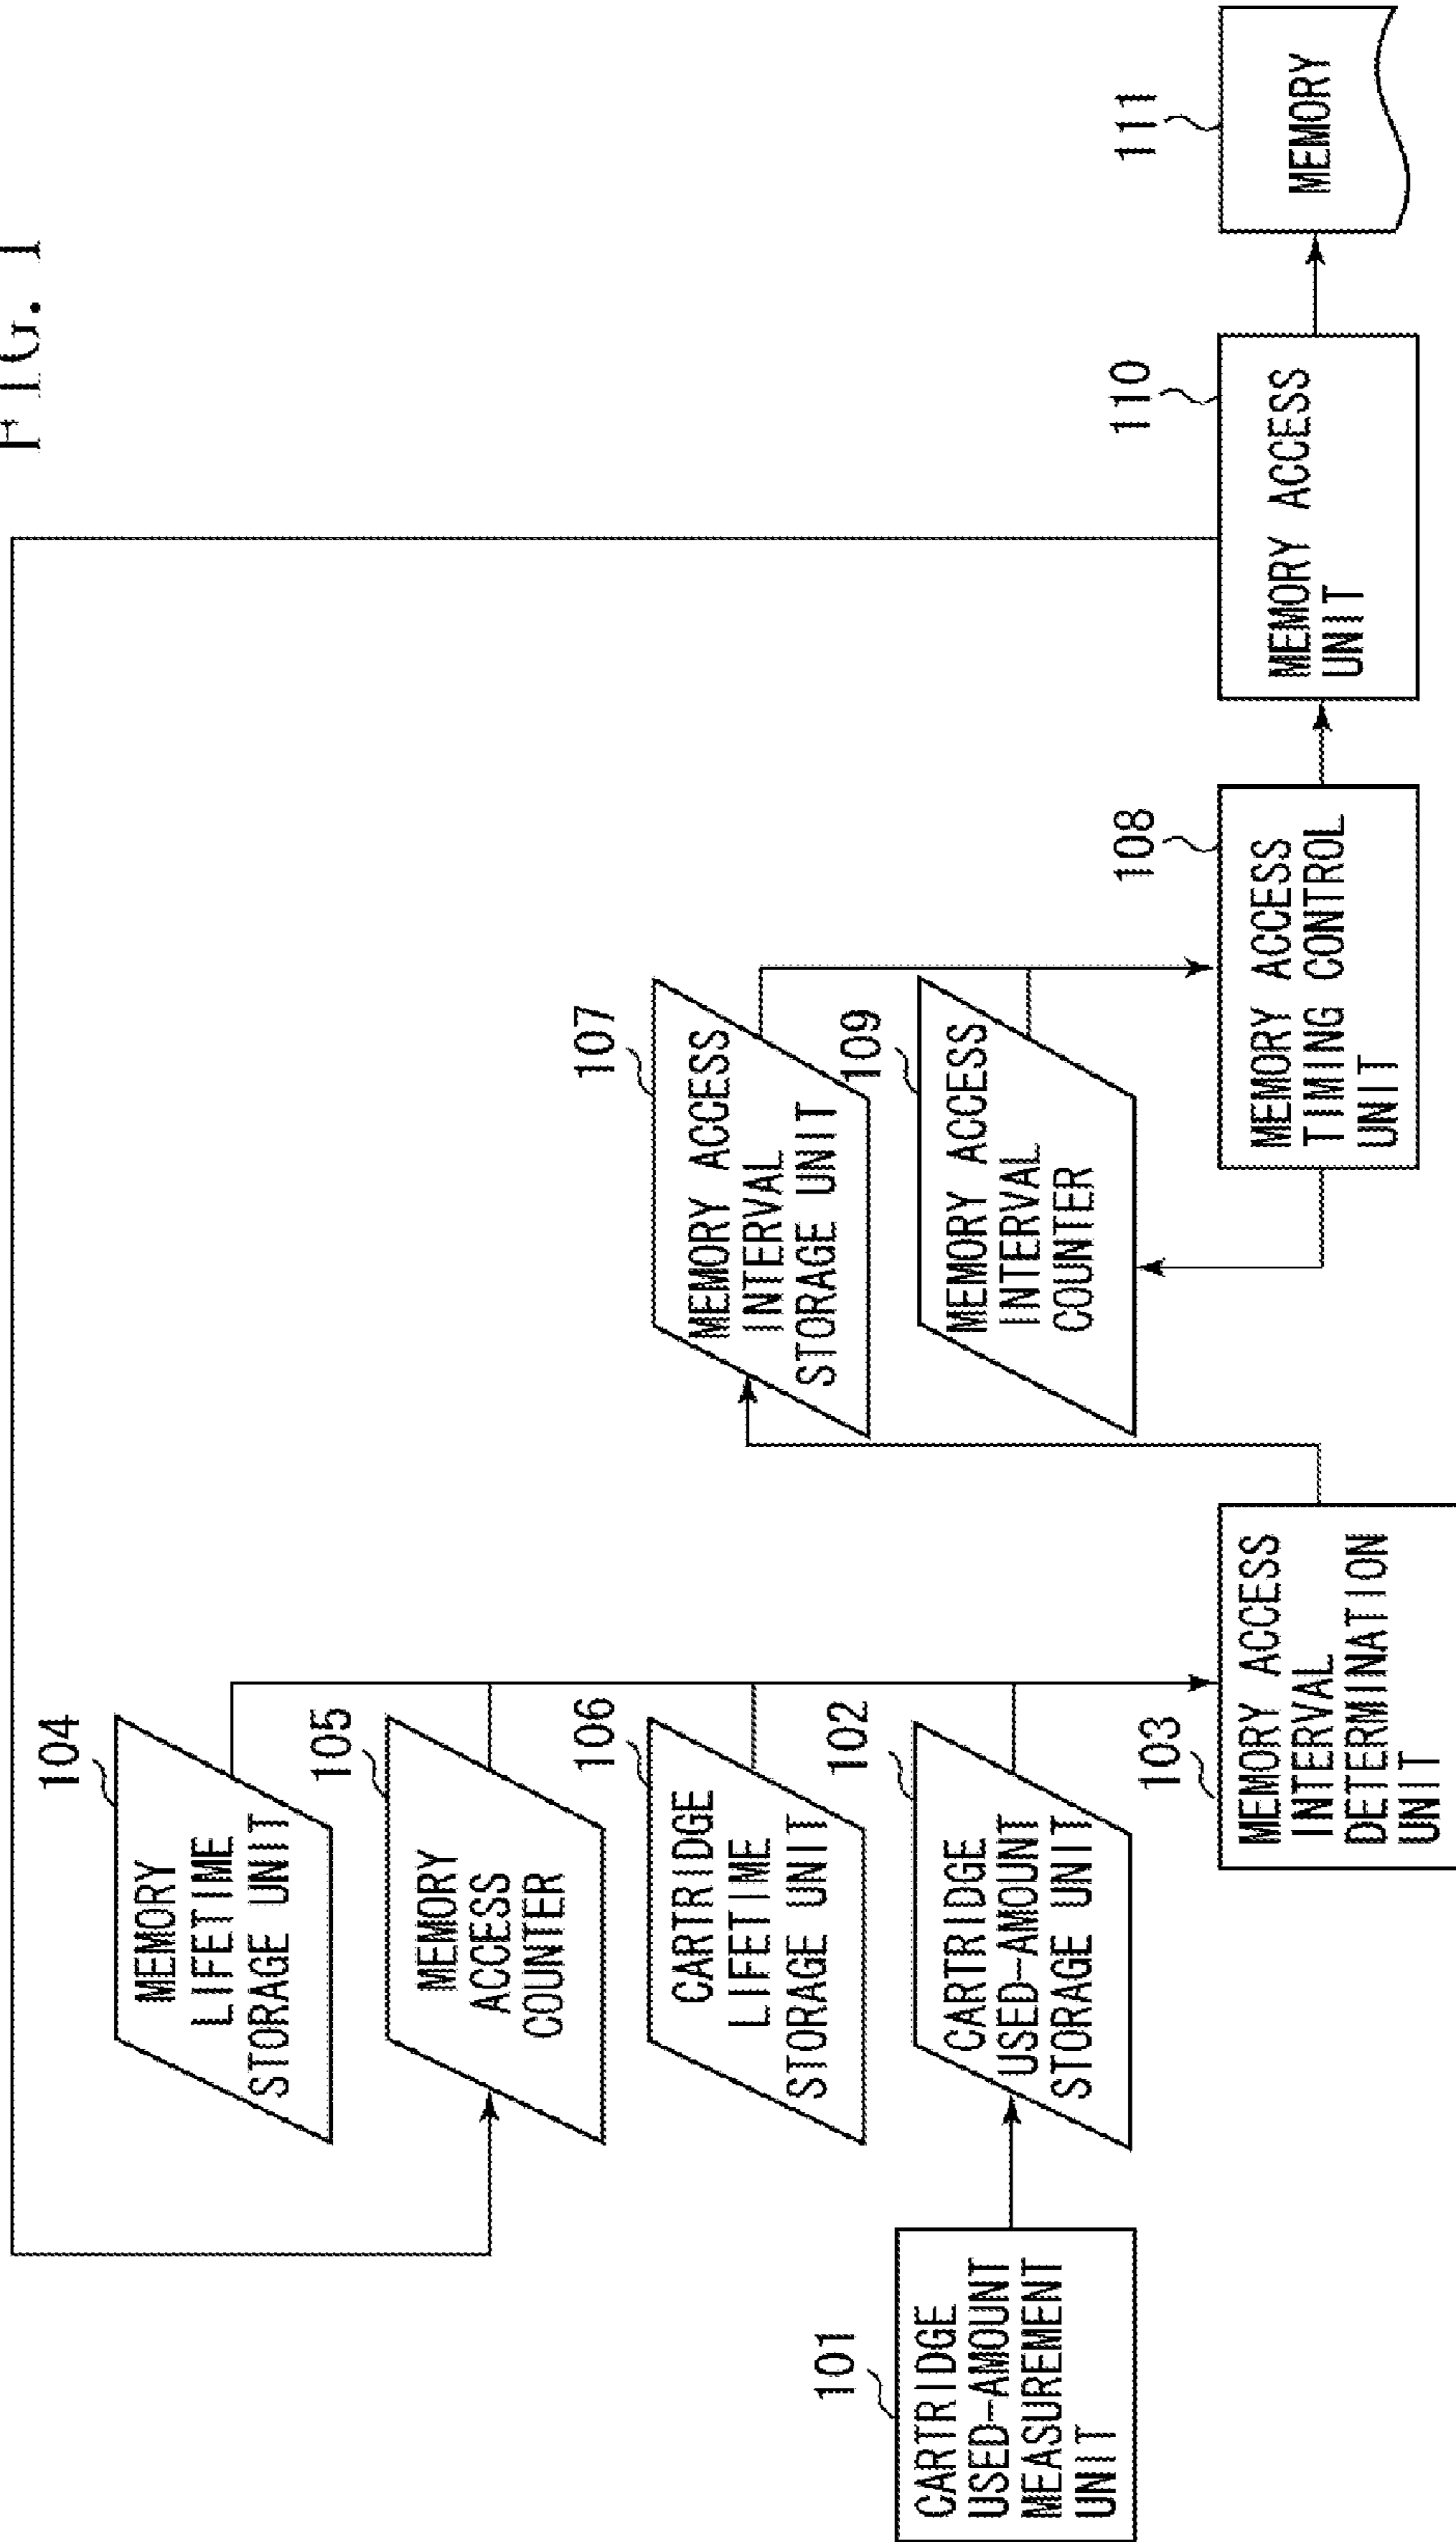 FIG. 1
104
MEMORY
LIFETIME
STORAGE UNIT
105
MEMORY
ACCESS
COUNTER
106
CARTRIDGE
LIFETIME
STORAGE UNIT
101
CARTRIDGE
USED-AMOUNT
MEASUREMENT
UNIT
102
CARTRIDGE
USED-AMOUNT
STORAGE UNIT
103
MEMORY ACCESS
INTERVAL
DETERMINATION
UNIT
107
MEMORY ACCESS
INTERVAL
STORAGE UNIT
109
MEMORY ACCESS
INTERVAL
COUNTER
108
MEMORY ACCESS
TIMING CONTROL
UNIT
110
MEMORY ACCESS
UNIT
111
MEMORY